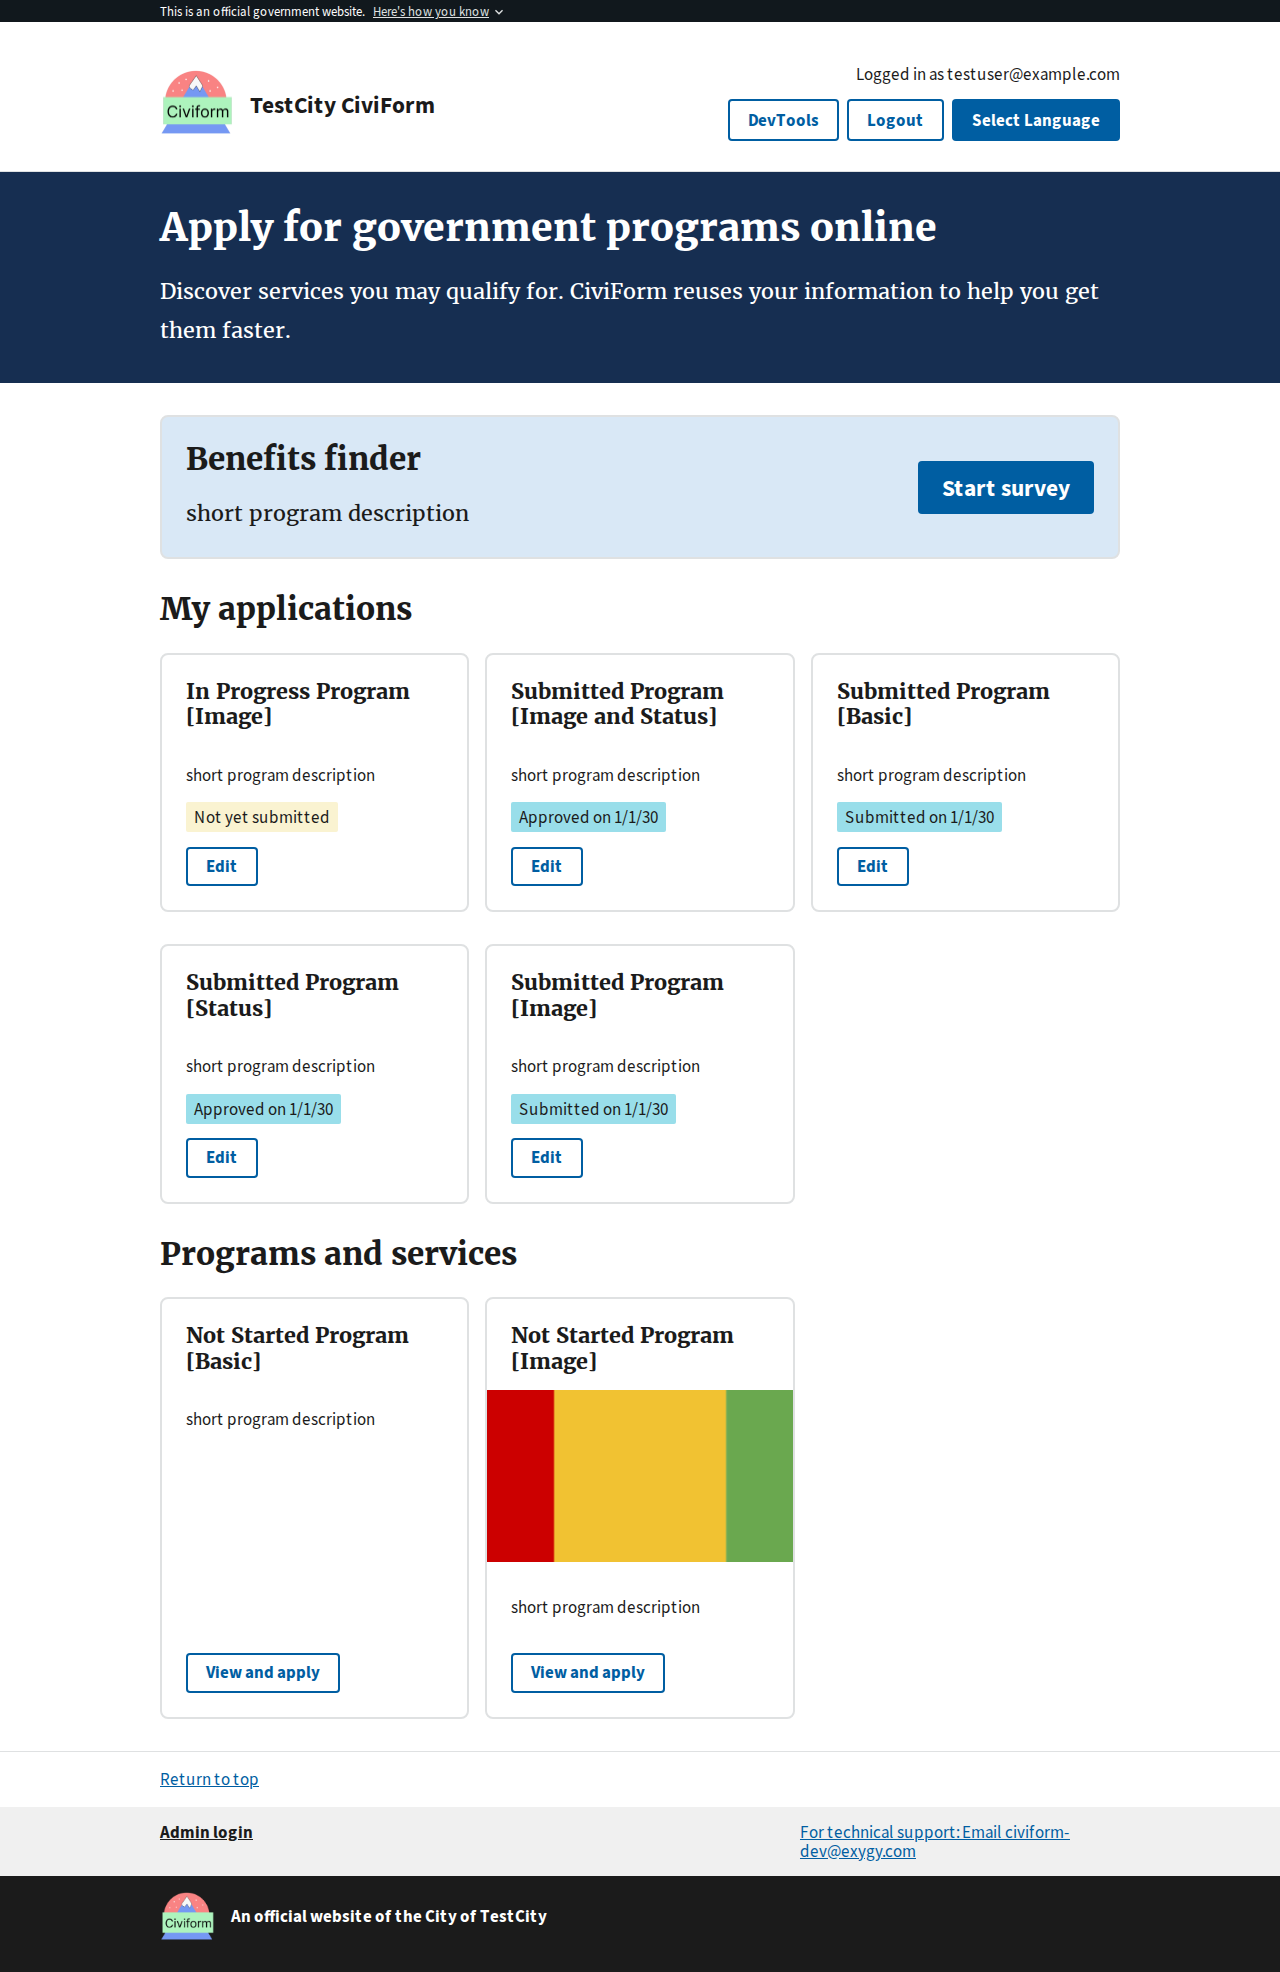 This is an official government website. Here's how you know
Civiform
TestCity CiviForm
Logged in as testuser@example.com
DevTools
Logout
Select Language
Apply for government programs online
Discover services you may qualify for. CiviForm reuses your information to help you get
them faster.
Benefits finder
short program description
Start survey
My applications
In Progress Program
[Image]
short program description
Not yet submitted
Edit
Submitted Program
[Image and Status]
short program description
Approved on 1/1/30
Edit
Submitted Program
[Basic]
short program description
Submitted on 1/1/30
Edit
Submitted Program
[Status]
short program description
Approved on 1/1/30
Edit
Submitted Program
[Image]
short program description
Submitted on 1/1/30
Edit
Programs and services
Not Started Program
[Basic]
short program description
View and apply
Not Started Program
[Image]
short program description
View and apply
Return to top
Admin login
For technical support: Email civiform-
dev@exygy.com
Civiform
An official website of the City of TestCity